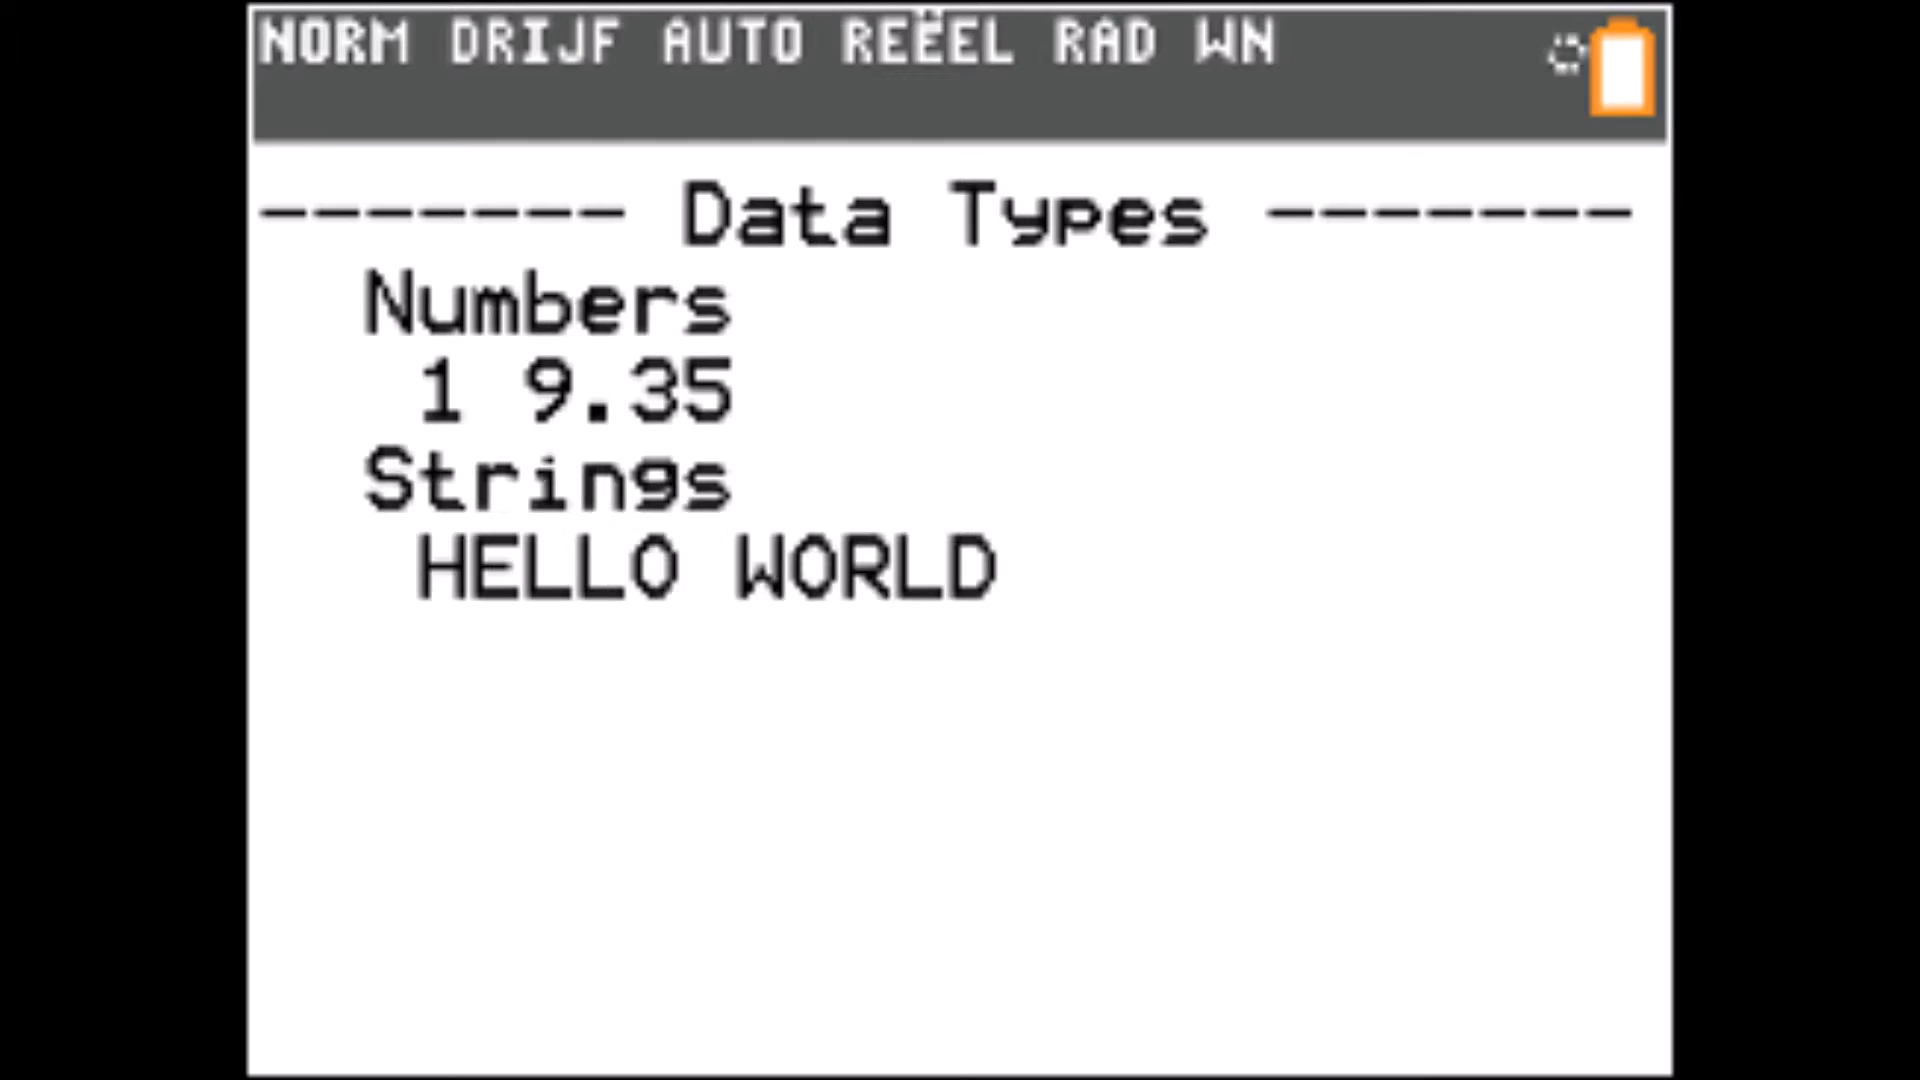 NORM DRIJF AUTO REËEL RAD WN
------- Data Types -------
Numbers
1 9.35
Strings
HELLO WORLD